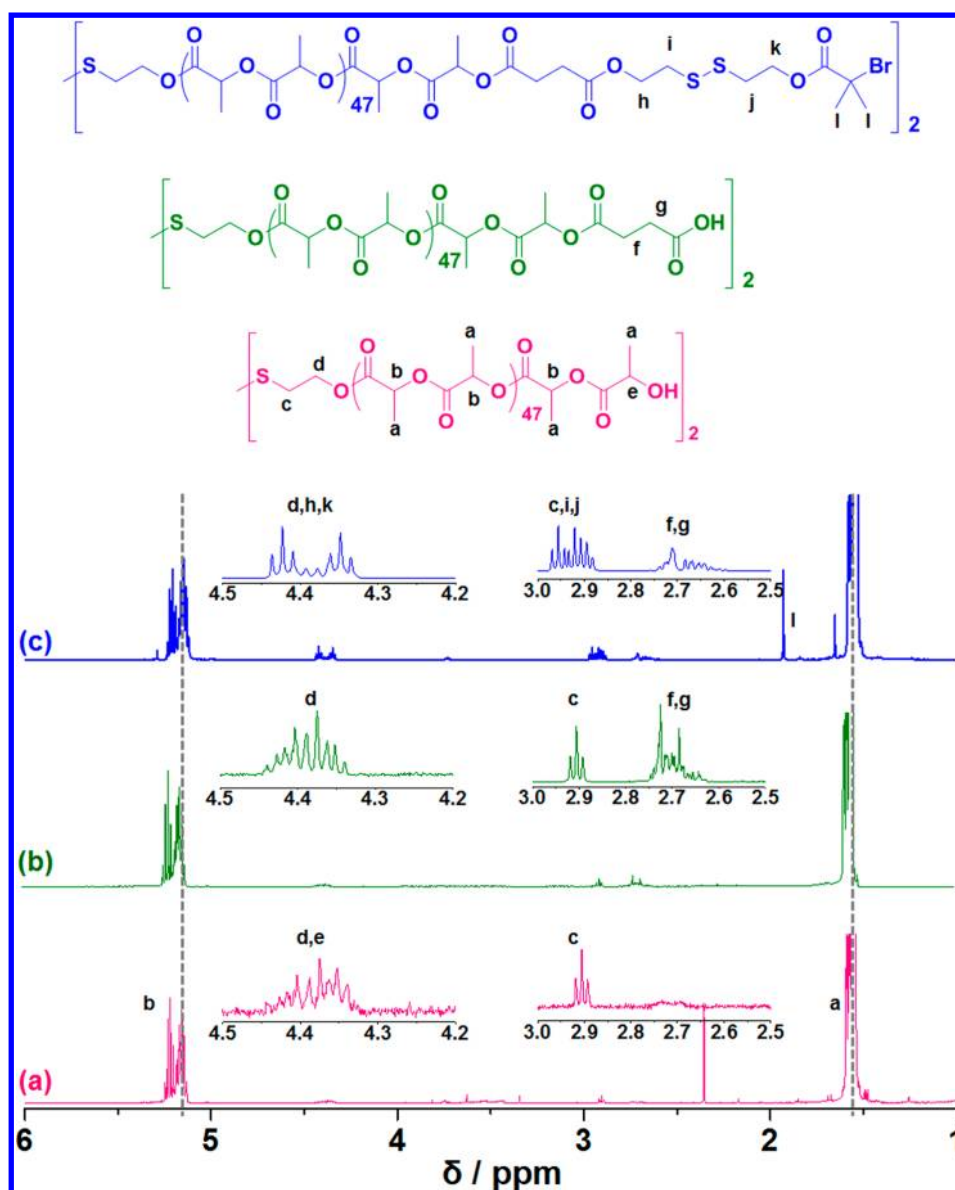 O O O O O O i k O
S O O O O O O O O S S O Br
O O O O h j l l
47 2
O O O O g
S O O O O O O OH
O O f O
47 2
a a
d O O b O
S O b O O O b O e OH
c a O a O
47 2
d,h,k c,i,j f,g
4.5 4.4 4.3 4.2 3.0 2.9 2.8 2.7 2.6 2.5
l
(c)
d c f,g
4.5 4.4 4.3 4.2 3.0 2.9 2.8 2.7 2.6 2.5
(b)
d,e c
4.5 4.4 4.3 4.2 3.0 2.9 2.8 2.7 2.6 2.5
b a
(a)
6 5 4 3 2 1
δ / ppm